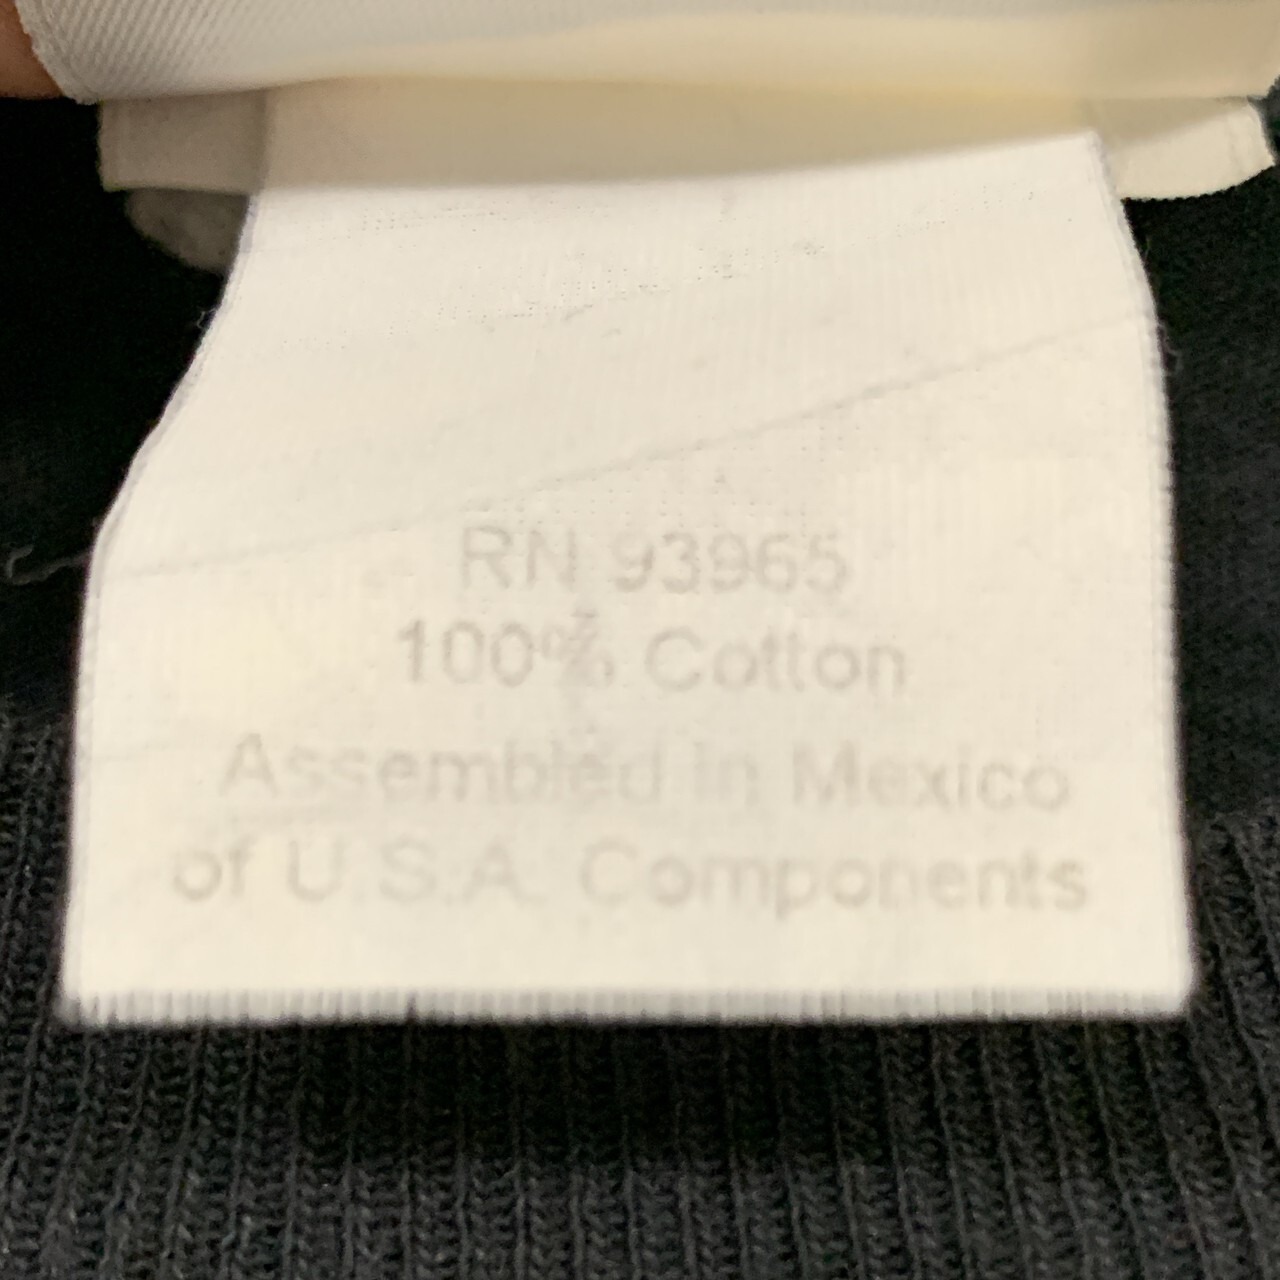 RN 93965
100% Cotton
Assembled in Mexico
of U.S.A. Components